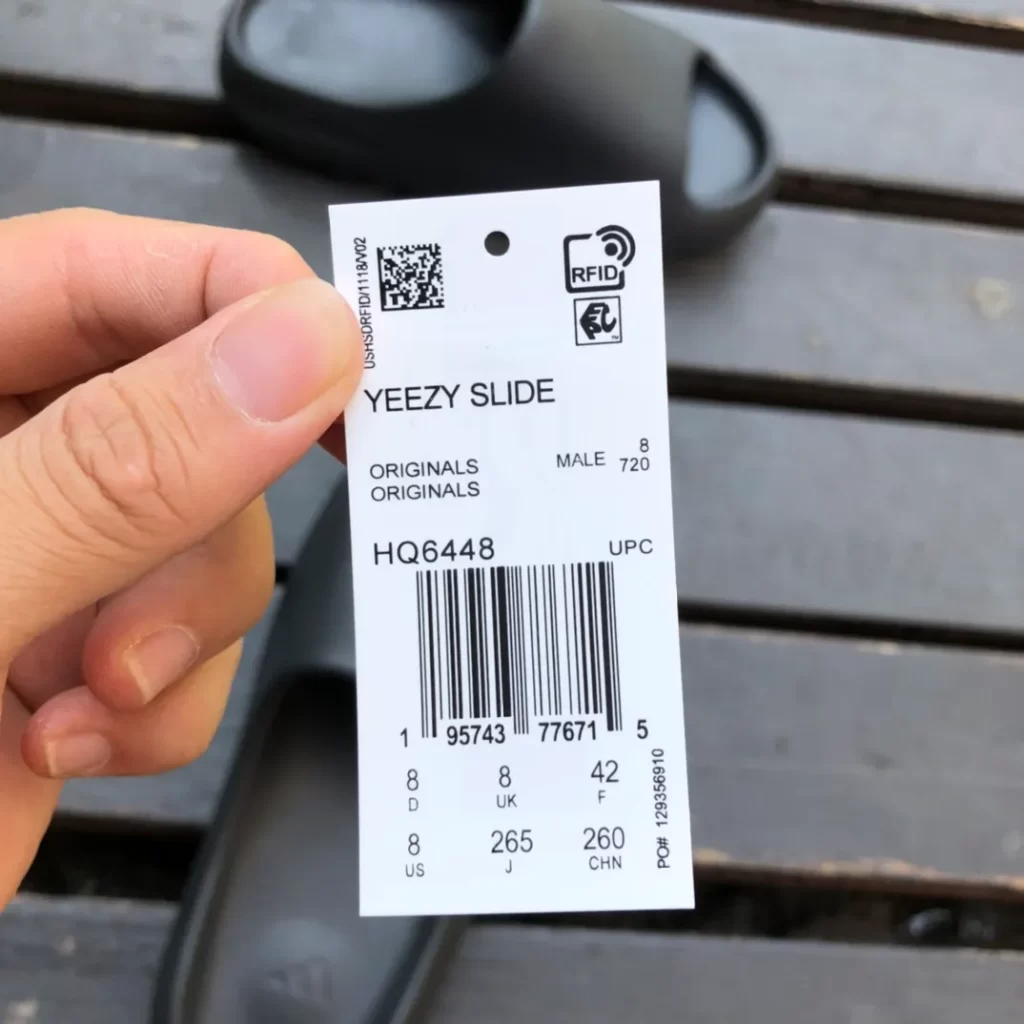 USHSDRFID/1118/V02
RFID
YEEZY SLIDE
ORIGINALS
ORIGINALS
MALE 8
720
HQ6448 UPC
1 95743 77671 5
8 8 42
D UK F
8 265 260
US J CHN
PO# 129356910